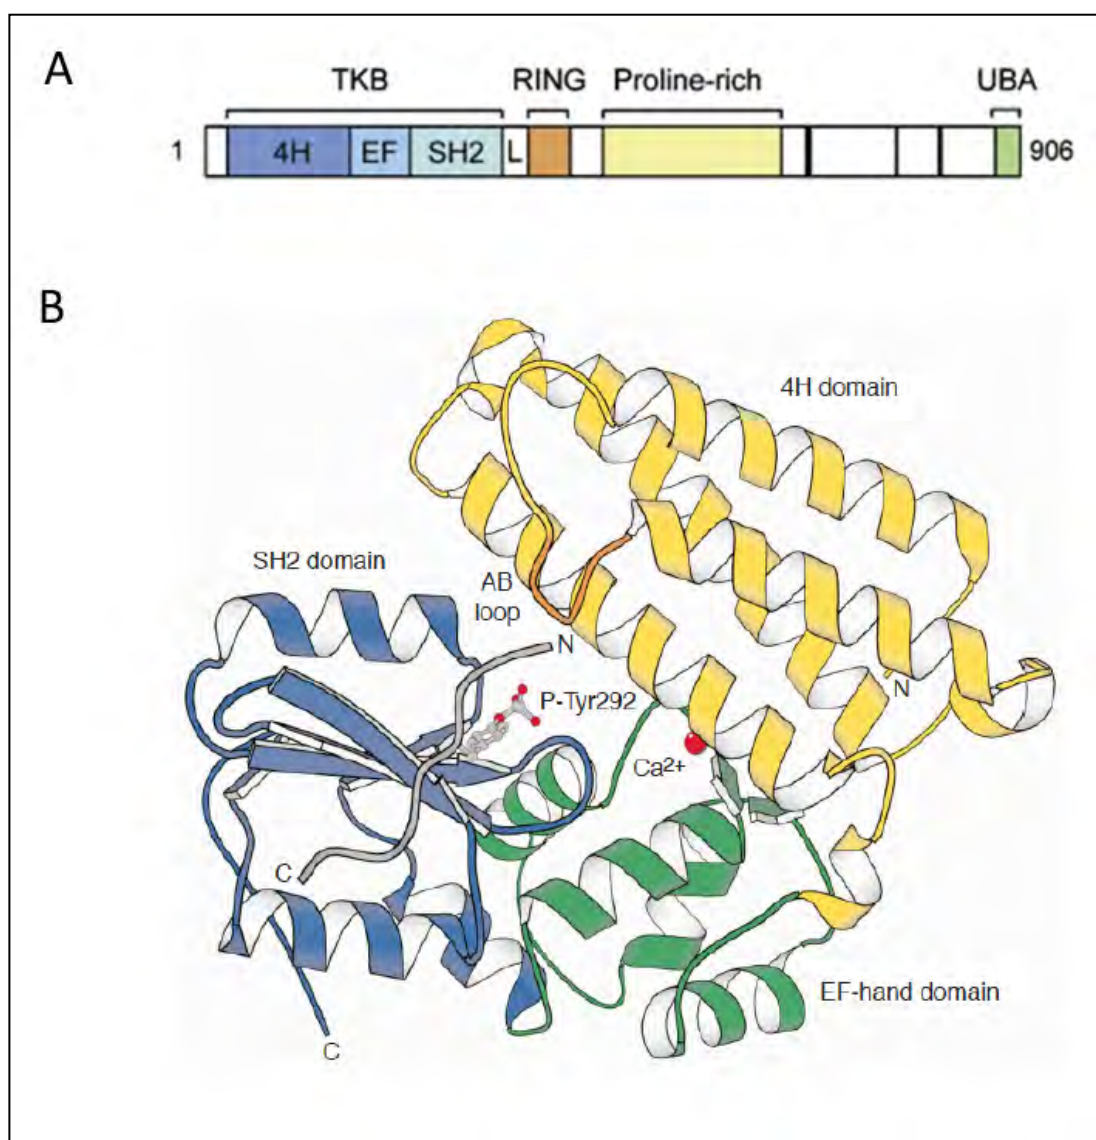 A
TKB RING Proline-rich UBA
1 4H EF SH2 L 906
B
4H domain
SH2 domain
AB
loop
N
P-Tyr292
N
Ca2+
C
EF-hand domain
C